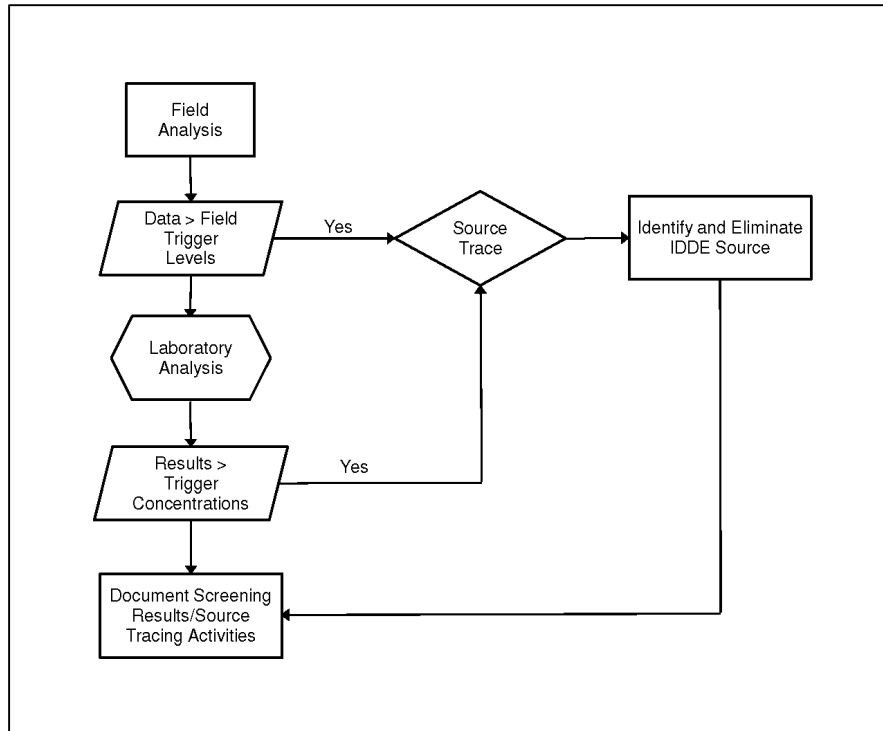 Field
Analysis
Data > Field
Trigger
Levels
Yes
Source
Trace
Identify and Eliminate
IDDE Source
Laboratory
Analysis
Results >
Trigger
Concentrations
Yes
Document Screening
Results/Source
Tracing Activities